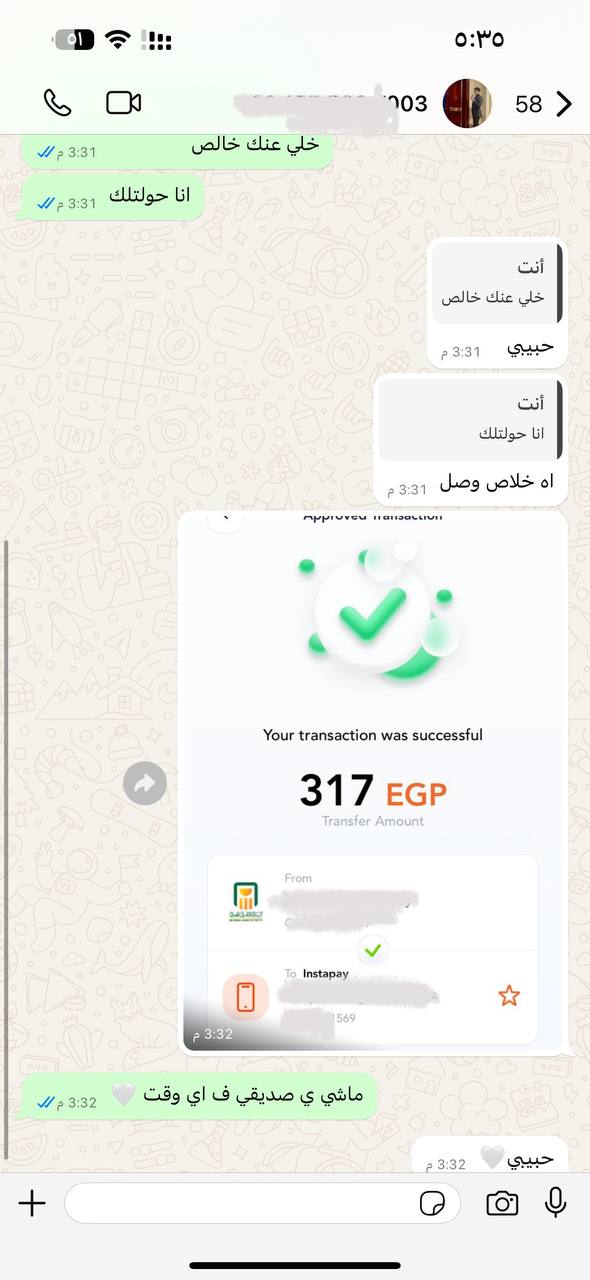 ٥:٣٥
٥١
003
58
خلي عنك خالص
3:31 م
انا حولتلك
3:31 م
أنت
خلي عنك خالص
حبيبي
3:31 م
أنت
انا حولتلك
اه خلاص وصل
3:31 م
Approved Transaction
Your transaction was successful
317 EGP
Transfer Amount
From
To Instapay
569
3:32 م
ماشي ي صديقي ف اي وقت 🤍
3:32 م
حبيبي🤍
3:32 م